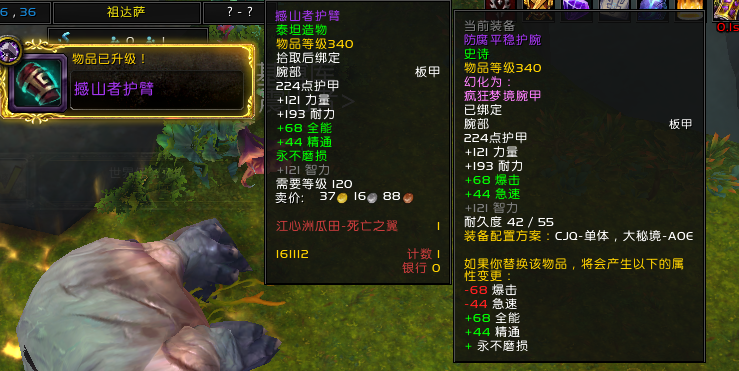 6,36
祖达萨
? - ?
0
物品已升级！
撼山者护臂
撼山者护臂
泰坦造物
物品等级340
拾取后绑定
腕部 板甲
224点护甲
+121 力量
+193 耐力
+68 全能
+44 精通
永不磨损
+121 智力
需要等级 120
卖价： 37 16 88
江心洲瓜田-死亡之翼 1
161112 计数 1
银行 0
当前装备
防腐平稳护腕
史诗
物品等级340
幻化为：
疯狂梦境腕甲
已绑定
腕部 板甲
224点护甲
+121 力量
+193 耐力
+68 爆击
+44 急速
+121 智力
耐久度 42 / 55
装备配置方案：CJQ-单体，大秘境-AOE
如果你替换该物品，将会产生以下的属
性变更：
-68 爆击
-44 急速
+68 全能
+44 精通
+ 永不磨损